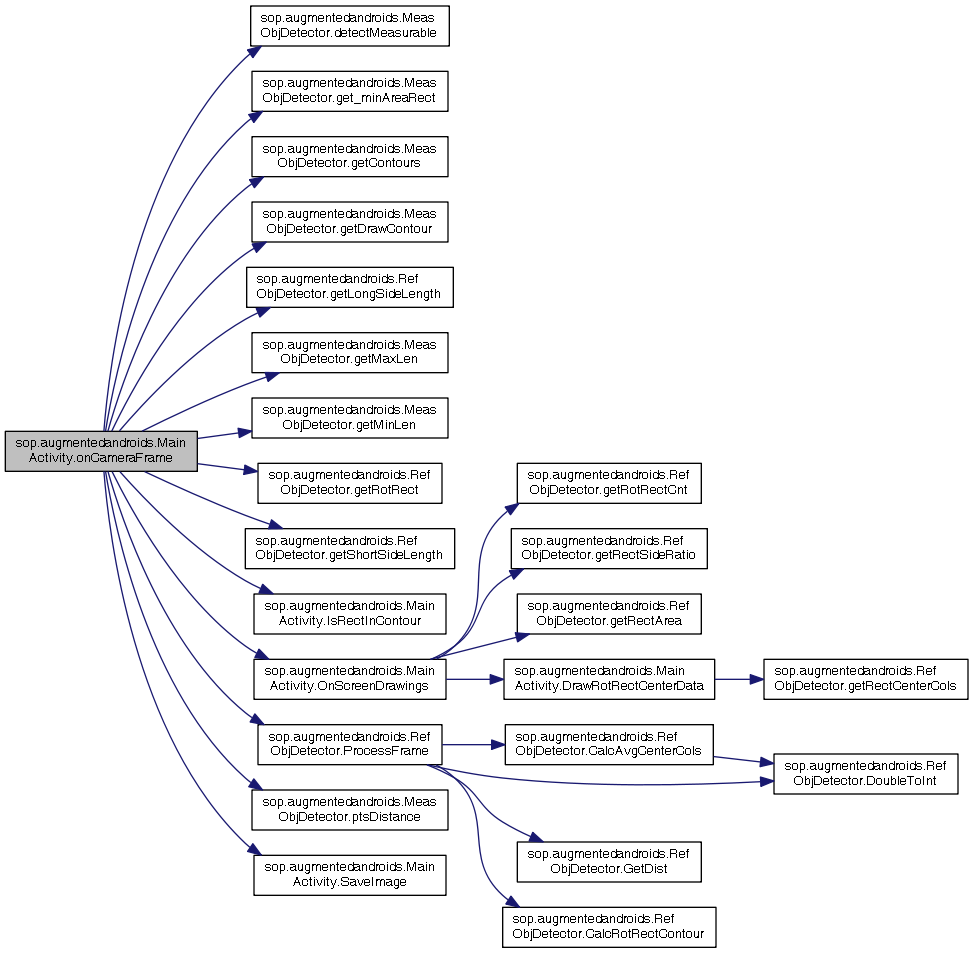 sop.augmentedandroids.Meas
ObjDetector.detectMeasurable
sop.augmentedandroids.Meas
ObjDetector.get_minAreaRect
sop.augmentedandroids.Meas
ObjDetector.getContours
sop.augmentedandroids.Meas
ObjDetector.getDrawContour
sop.augmentedandroids.Ref
ObjDetector.getLongSideLength
sop.augmentedandroids.Meas
ObjDetector.getMaxLen
sop.augmentedandroids.Meas
ObjDetector.getMinLen
sop.augmentedandroids.Main
Activity.onCameraFrame
sop.augmentedandroids.Ref
ObjDetector.getRotRect
sop.augmentedandroids.Ref
ObjDetector.getRotRectCnt
sop.augmentedandroids.Ref
ObjDetector.getShortSideLength
sop.augmentedandroids.Ref
ObjDetector.getRectSideRatio
sop.augmentedandroids.Main
Activity.IsRectInContour
sop.augmentedandroids.Ref
ObjDetector.getRectArea
sop.augmentedandroids.Main
Activity.OnScreenDrawings
sop.augmentedandroids.Main
Activity.DrawRotRectCenterData
sop.augmentedandroids.Ref
ObjDetector.getRectCenterCols
sop.augmentedandroids.Ref
ObjDetector.ProcessFrame
sop.augmentedandroids.Ref
ObjDetector.CalcAvgCenterCols
sop.augmentedandroids.Ref
ObjDetector.DoubleToInt
sop.augmentedandroids.Meas
ObjDetector.ptsDistance
sop.augmentedandroids.Main
Activity.SaveImage
sop.augmentedandroids.Ref
ObjDetector.GetDist
sop.augmentedandroids.Ref
ObjDetector.CalcRotRectContour